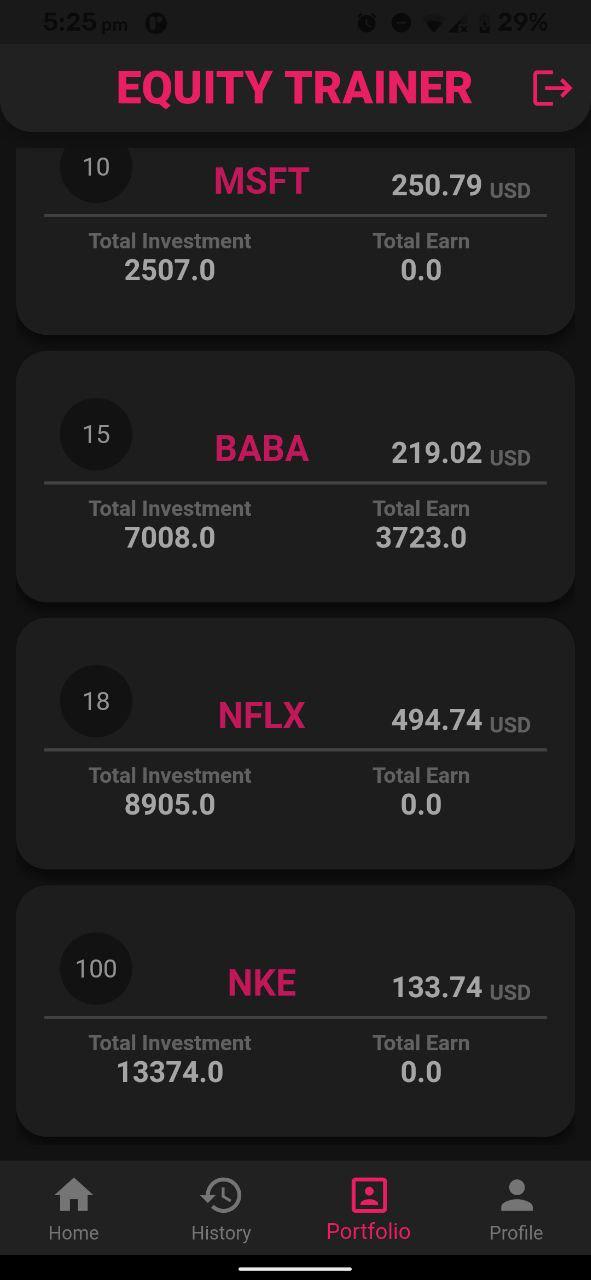 5:25 pm 29%
EQUITY TRAINER
10 MSFT 250.79 USD
Total Investment Total Earn
2507.0 0.0
15 BABA 219.02 USD
Total Investment Total Earn
7008.0 3723.0
18 NFLX 494.74 USD
Total Investment Total Earn
8905.0 0.0
100 NKE 133.74 USD
Total Investment Total Earn
13374.0 0.0
Home History Portfolio Profile